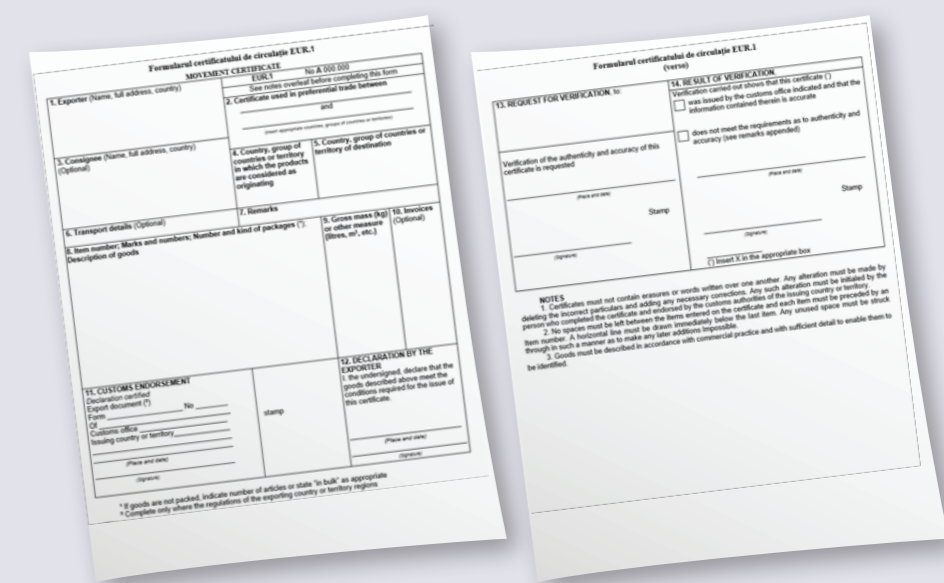 Formularul certificatului de circulație EUR.1
MOVEMENT CERTIFICATE
1. Exporter (Name, full address, country)
EUR.1 No A 000.000
See notes overleaf before completing this form
2. Certificate used in preferential trade between
and
(insert appropriate countries, groups of countries or territories)
3. Consignee (Name, full address, country)
(Optional)
4. Country, group of
countries or territory
in which the products
are considered as
originating
5. Country, group of countries or
territory of destination
6. Transport details (Optional)
7. Remarks
8. Item number; Marks and numbers; Number and kind of packages (*);
Description of goods
9. Gross mass (kg)
or other measure
(litres, m³, etc.)
10. Invoices
(Optional)
11. CUSTOMS ENDORSEMENT
Declaration certified
Export document (*)
Form No
Of
Customs office
Issuing country or territory
(Place and date)
(Signature)
stamp
12. DECLARATION BY THE
EXPORTER
I, the undersigned, declare that the
goods described above meet the
conditions required for the issue of
this certificate.
(Place and date)
(Signature)
If goods are not packed, indicate number of articles or state "in bulk" as appropriate
Complete only where the regulations of the exporting country or territory regions
Formularul certificatului de circulație EUR.1
(verso)
13. REQUEST FOR VERIFICATION, to:
Verification of the authenticity and accuracy of this
certificate is requested
(Place and date)
Stamp
(Signature)
14. RESULT OF VERIFICATION,
Verification carried out shows that this certificate (*)
was issued by the customs office indicated and that the
information contained therein is accurate
does not meet the requirements as to authenticity and
accuracy (see remarks appended)
(Place and date)
Stamp
(Signature)
(*) Insert X in the appropriate box
NOTES
1. Certificates must not contain erasures or words written over one another. Any alteration must be made by
deleting the incorrect particulars and adding any necessary corrections. Any such alteration must be initialed by the
person who completed the certificate and endorsed by the customs authorities of the issuing country or territory.
2. No spaces must be left between the items entered on the certificate and each item must be preceded by an
item number. A horizontal line must be drawn immediately below the last item. Any unused space must be struck
through in such a manner as to make any later additions impossible.
3. Goods must be described in accordance with commercial practice and with sufficient detail to enable them to
be identified.